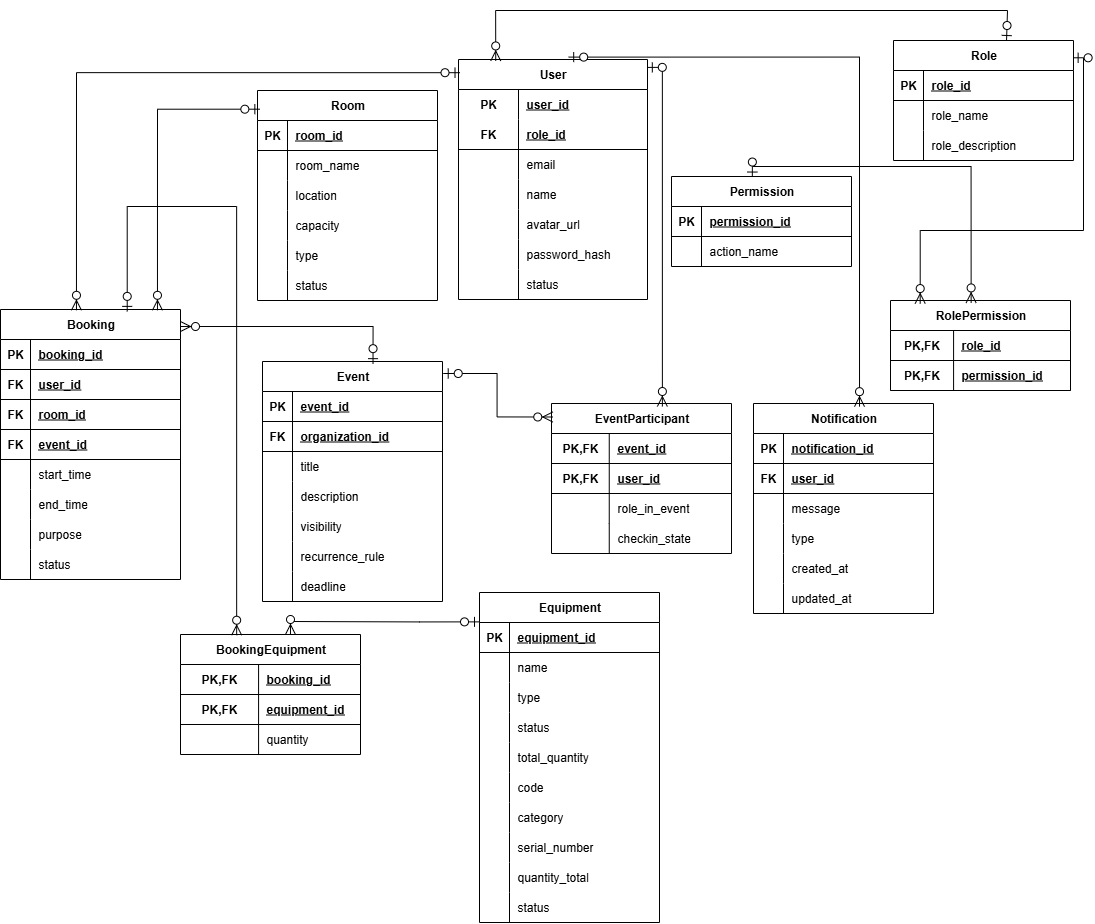 Role
PK role_id
role_name
role_description
User
PK user_id
FK role_id
email
name
avatar_url
password_hash
status
Room
PK room_id
room_name
location
capacity
type
status
Permission
PK permission_id
action_name
RolePermission
PK,FK role_id
PK,FK permission_id
Booking
PK booking_id
FK user_id
FK room_id
FK event_id
start_time
end_time
purpose
status
Event
PK event_id
FK organization_id
title
description
visibility
recurrence_rule
deadline
EventParticipant
PK,FK event_id
PK,FK user_id
role_in_event
checkin_state
Notification
PK notification_id
FK user_id
message
type
created_at
updated_at
Equipment
PK equipment_id
name
type
status
total_quantity
code
category
serial_number
quantity_total
status
BookingEquipment
PK,FK booking_id
PK,FK equipment_id
quantity